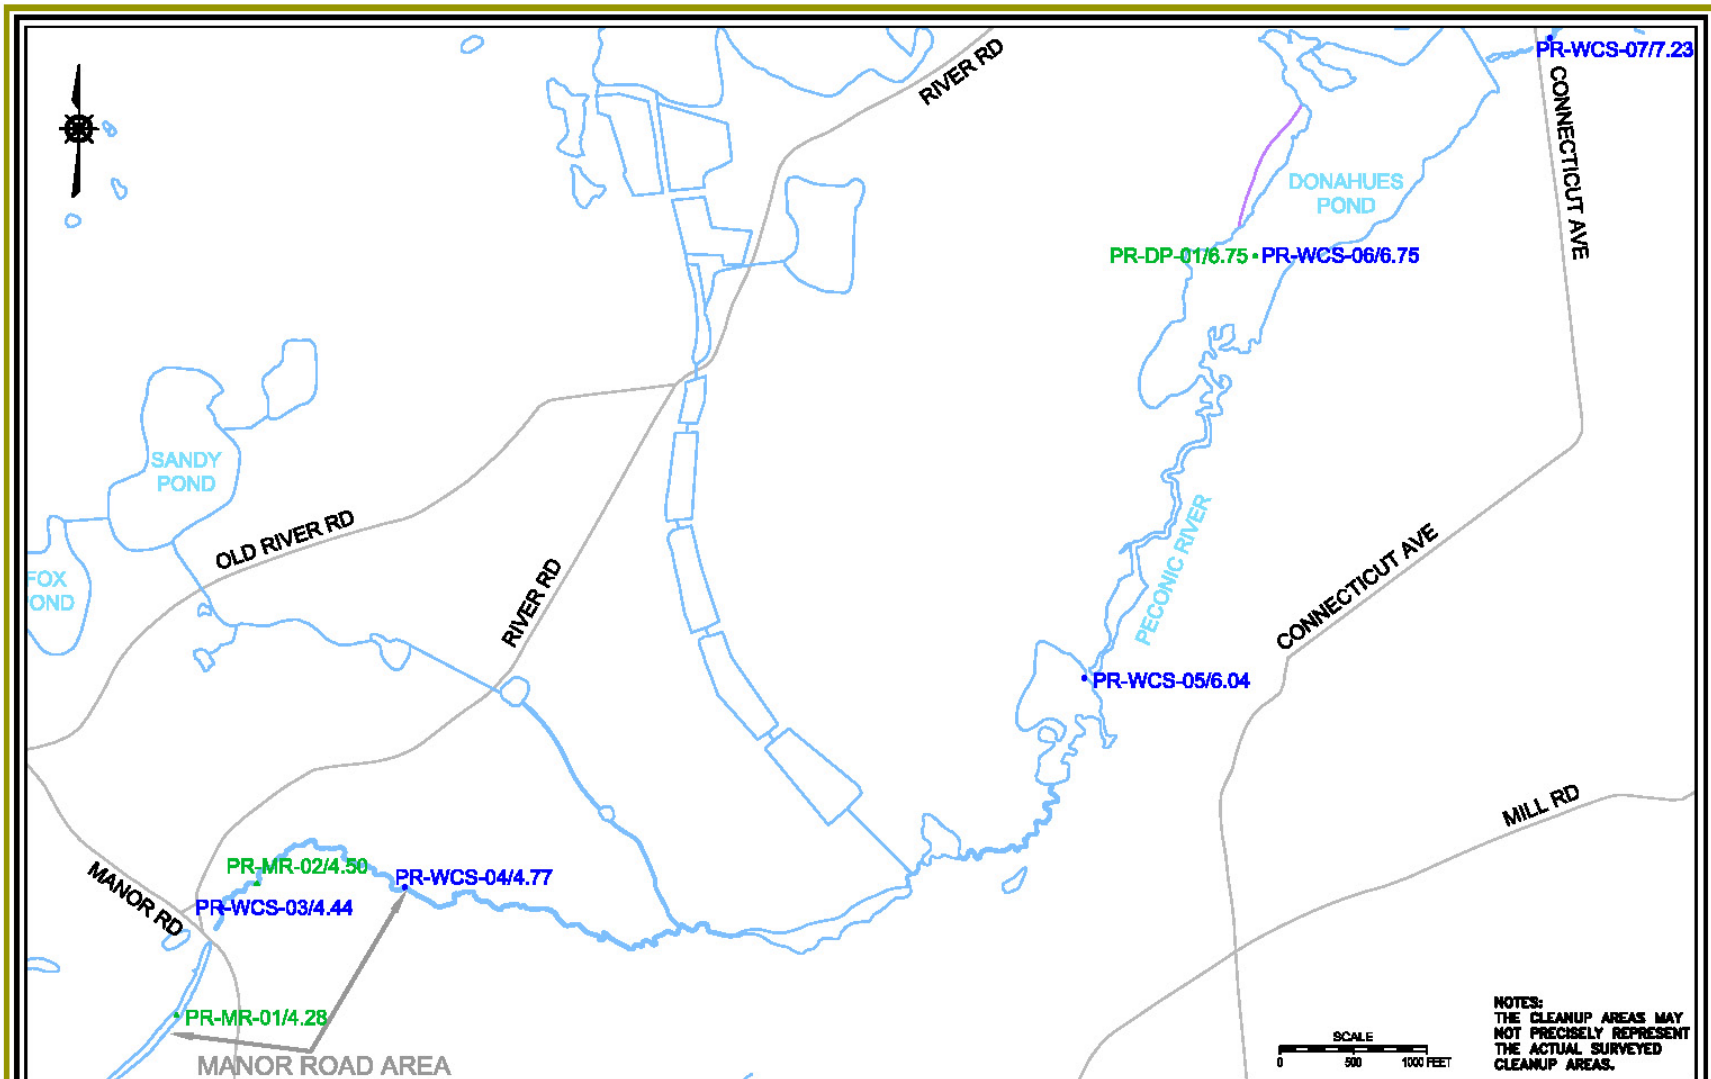 PR-WCS-07/7.23
RIVER RD
CONNECTICUT AVE
DONAHUES
POND
PR-DP-01/6.75
PR-WCS-06/6.75
SANDY
POND
OLD RIVER RD
FOX
OND
RIVER RD
PECONIC RIVER
CONNECTICUT AVE
PR-WCS-05/6.04
MILL RD
PR-MR-02/4.50
PR-WCS-04/4.77
MANOR RD
PR-WCS-03/4.44
PR-MR-01/4.28
MANOR ROAD AREA
SCALE
0 500 1000 FEET
NOTES:
THE CLEANUP AREAS MAY
NOT PRECISELY REPRESENT
THE ACTUAL SURVEYED
CLEANUP AREAS.